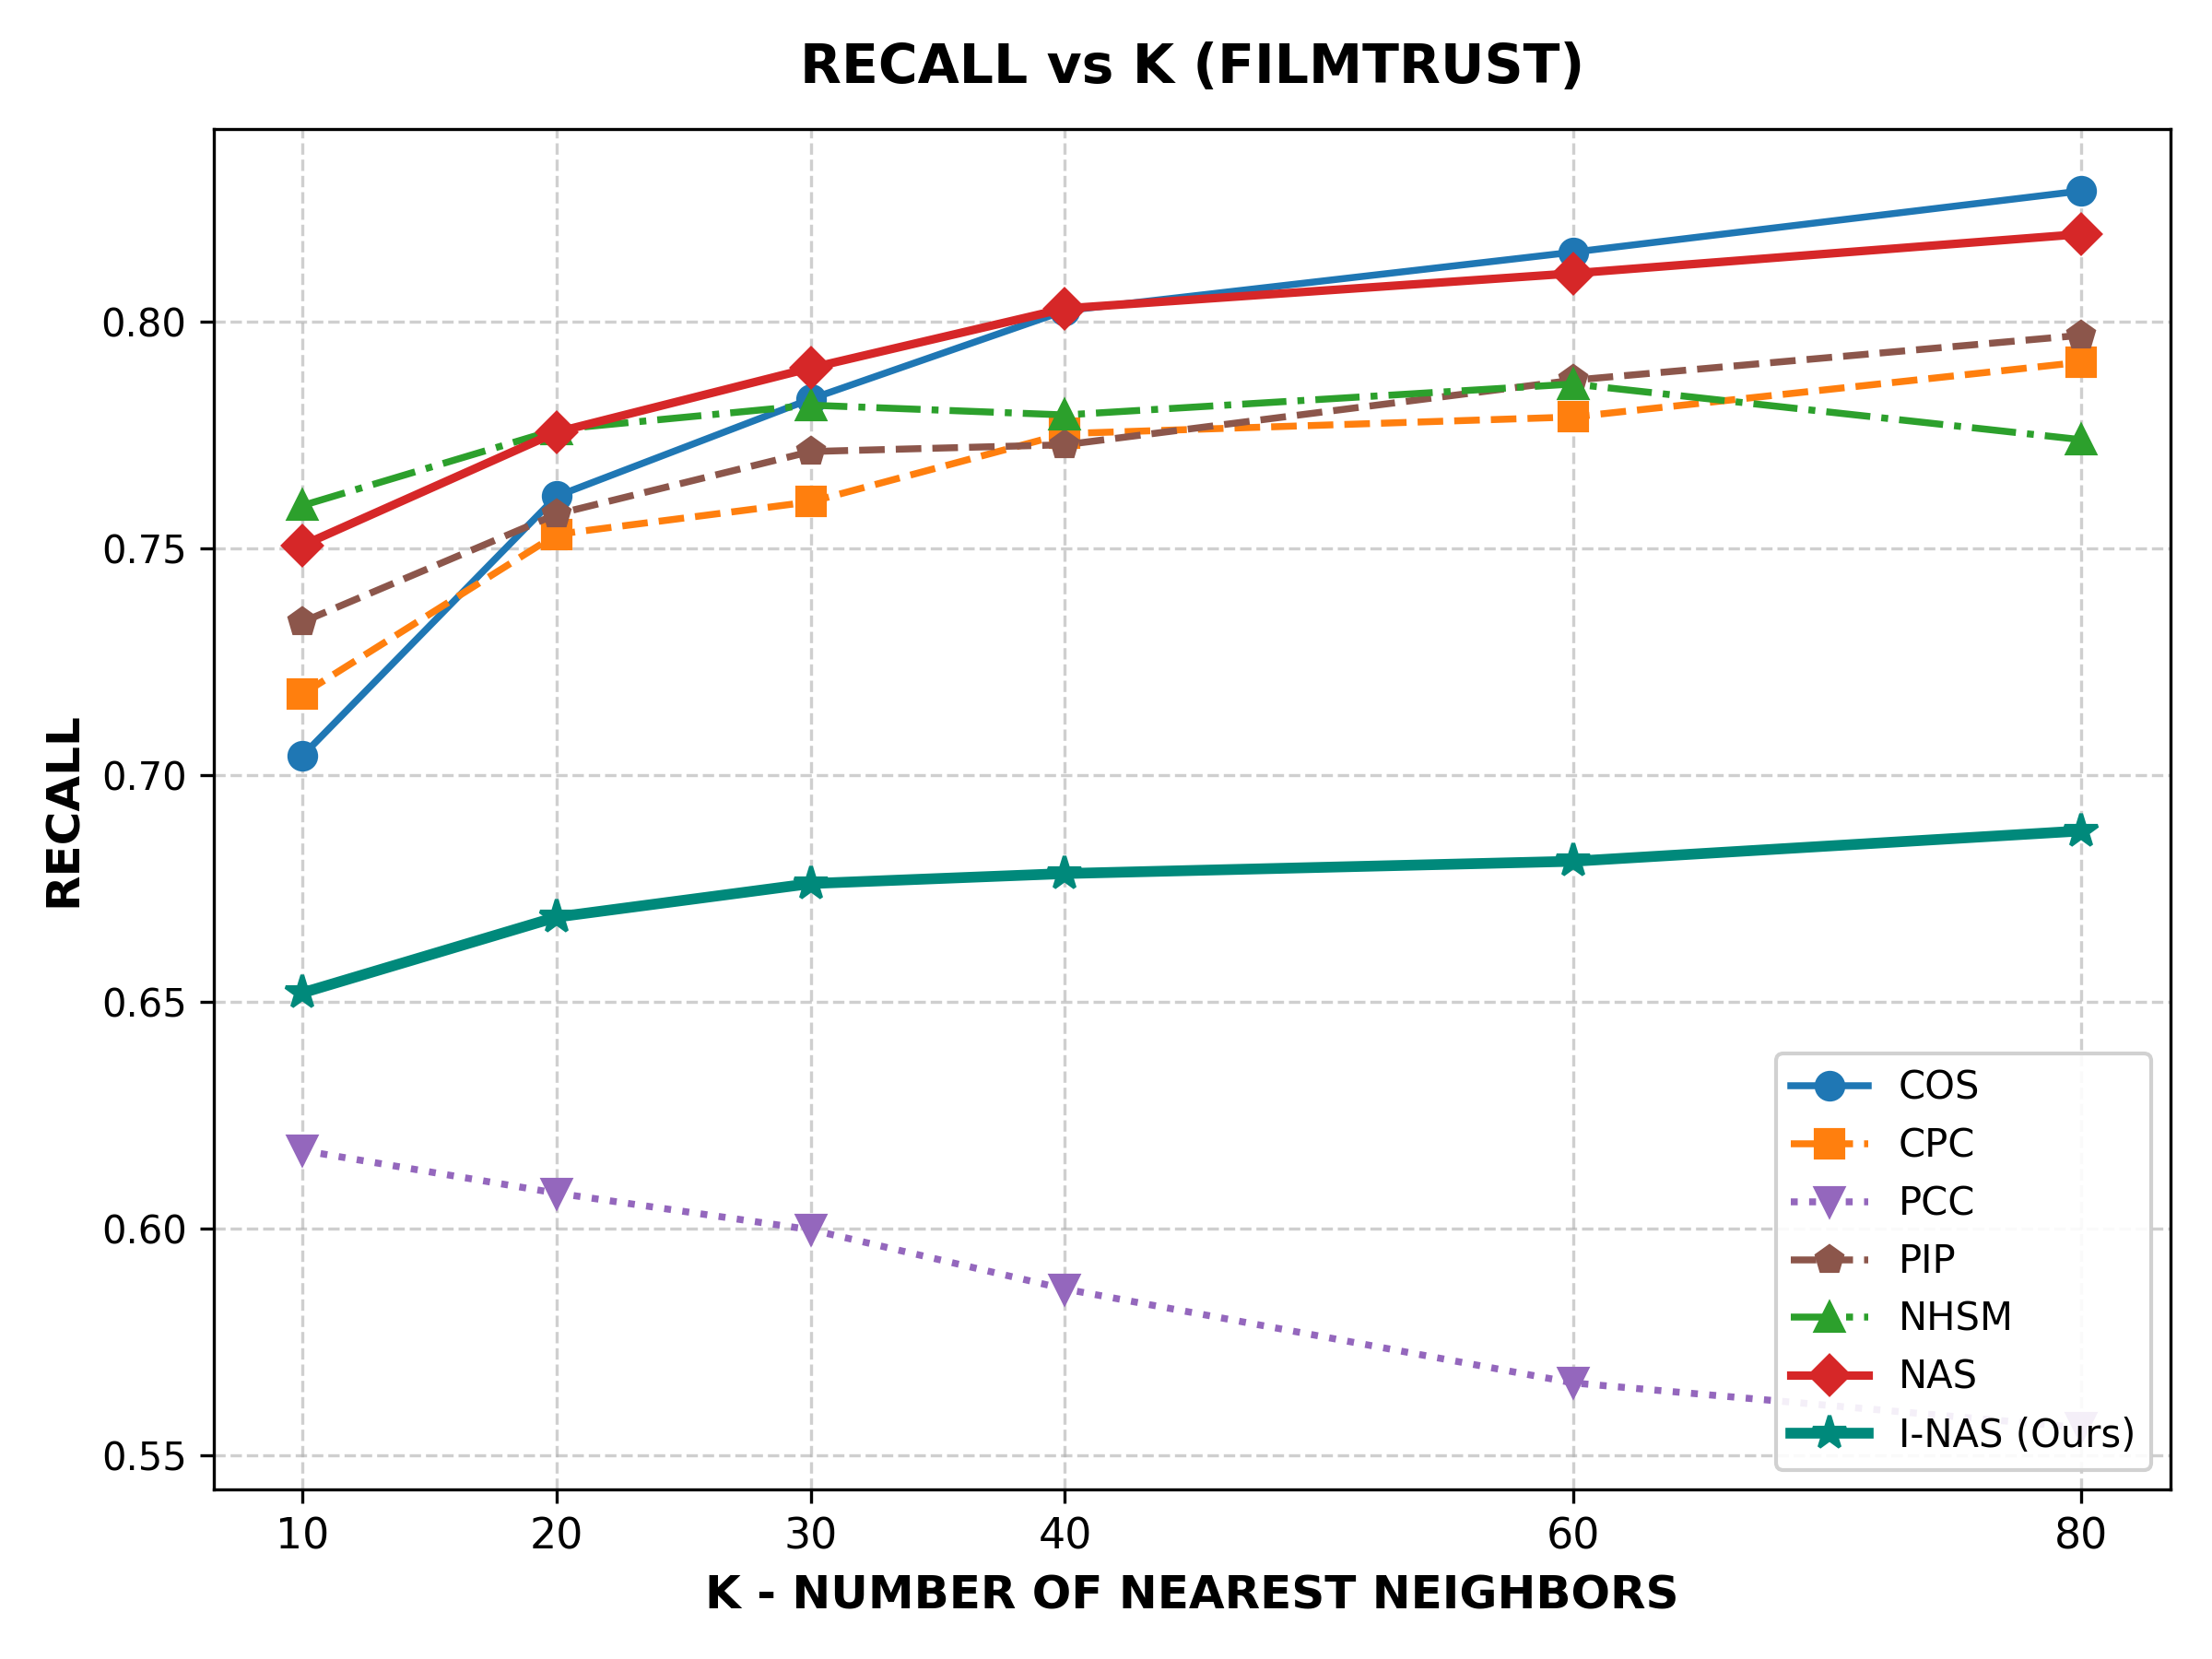 RECALL vs K (FILMTRUST)
RECALL
0.80
0.75
0.70
0.65
0.60
0.55
10 20 30 40 60 80
K - NUMBER OF NEAREST NEIGHBORS
COS
CPC
PCC
PIP
NHSM
NAS
I-NAS (Ours)